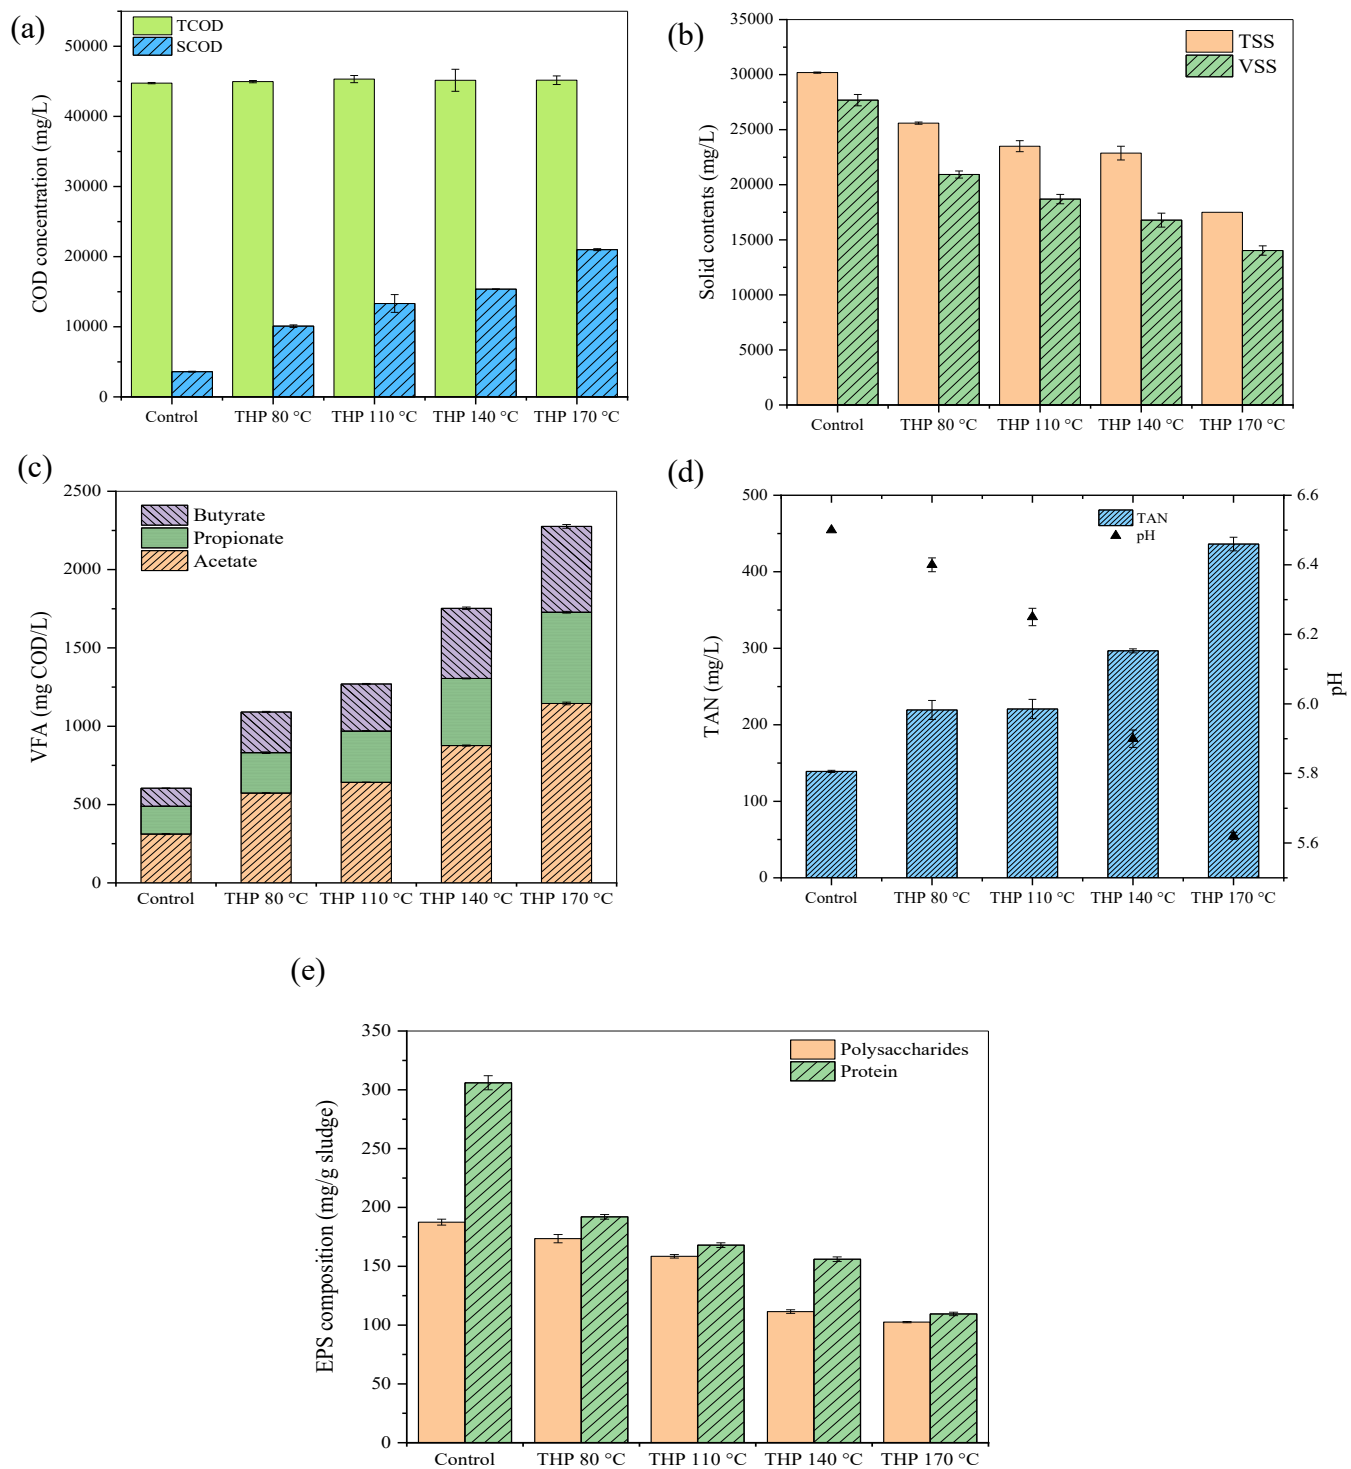 (a)
TCOD
SCOD
50000
40000
30000
20000
10000
0
COD concentration (mg/L)
Control
THP 80 °C
THP 110 °C
THP 140 °C
THP 170 °C
(b)
TSS
VSS
35000
30000
25000
20000
15000
10000
5000
0
Solid contents (mg/L)
Control
THP 80 °C
THP 110 °C
THP 140 °C
THP 170 °C
(c)
Butyrate
Propionate
Acetate
2500
2000
1500
1000
500
0
VFA (mg COD/L)
Control
THP 80 °C
THP 110 °C
THP 140 °C
THP 170 °C
(d)
TAN
pH
500
400
300
200
100
0
TAN (mg/L)
6.6
6.4
6.2
6.0
5.8
5.6
pH
Control
THP 80 °C
THP 110 °C
THP 140 °C
THP 170 °C
(e)
Polysaccharides
Protein
350
300
250
200
150
100
50
0
EPS composition (mg/g sludge)
Control
THP 80 °C
THP 110 °C
THP 140 °C
THP 170 °C